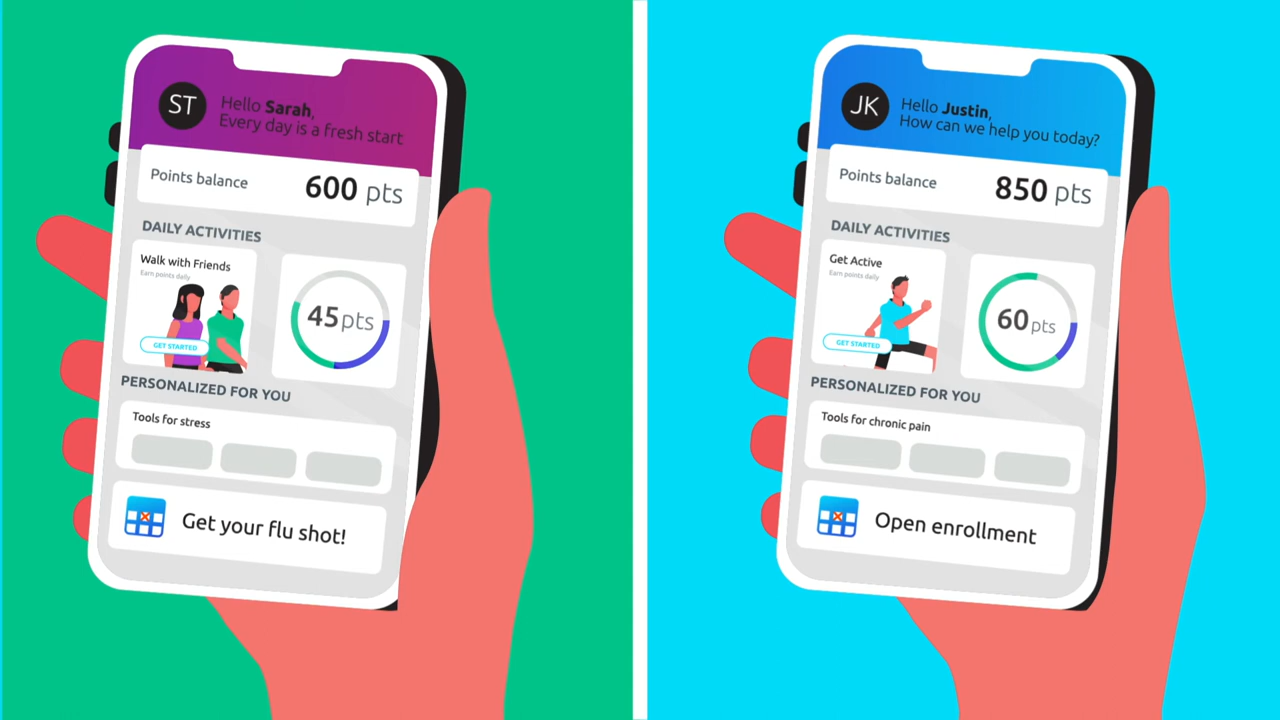 ST
Hello Sarah,
Every day is a fresh start
Points balance
600 pts
DAILY ACTIVITIES
Walk with Friends
Earn points daily
GET STARTED
45pts
PERSONALIZED FOR YOU
Tools for stress
Get your flu shot!
JK
Hello Justin,
How can we help you today?
Points balance
850 pts
DAILY ACTIVITIES
Get Active
Earn points daily
GET STARTED
60pts
PERSONALIZED FOR YOU
Tools for chronic pain
Open enrollment